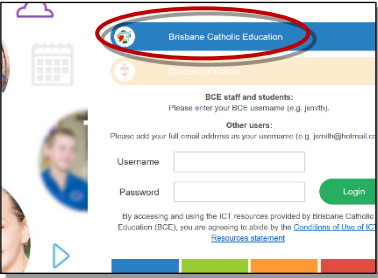 Brisbane Catholic Education
Diocese of Cairns
BCE staff and students:
Please enter your BCE username (e.g. jsmith).
Other users:
Please add your full email address as your username (e.g. jsmith@hotmail.co
Username
Password
Login
By accessing and using the ICT resources provided by Brisbane Catholic
Education (BCE), you are agreeing to abide by the Conditions of Use of ICT
Resources statement